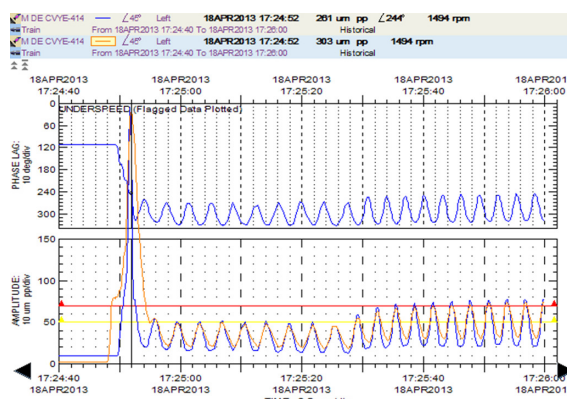 M DE CVYE-414 ∠45° Left 18APR2013 17:24:52 261 um pp ∠244° 1494 rpm
Train From 18APR2013 17:24:40 To 18APR2013 17:26:00 Historical
M DE CVYE-414 ∠45° Left 18APR2013 17:24:52 303 um pp 1494 rpm
Train From 18APR2013 17:24:40 To 18APR2013 17:26:00 Historical
18APR2013 18APR2013 18APR2013 18APR2013 18APR201
17:24:40 17:25:00 17:25:20 17:25:40 17:26:00
UNDERSPEED (Flagged Data Plotted)
PHASE LAG:
10 deg/div
0
60
120
180
240
300
AMPLITUDE:
10 um pp/div
150
100
50
0
17:24:40 17:25:00 17:25:20 17:25:40 17:26:00
18APR2013 18APR2013 18APR2013 18APR2013 18APR201